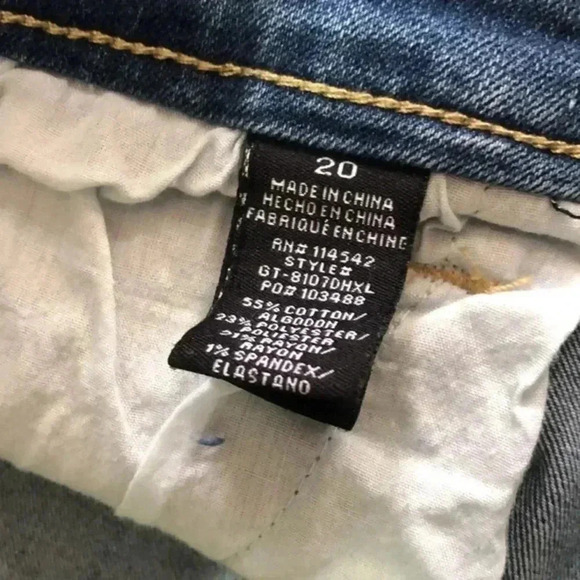 20
MADE IN CHINA
HECHO EN CHINA
FABRIQUÉ EN CHINE
RN# 114542
STYLE#
GT-8107DHXL
PO# 103488
55% COTTON/
ALGODON
23% POLYESTER/
POLIESTER
21% RAYON/
RAYON
1% SPANDEX/
ELASTANO